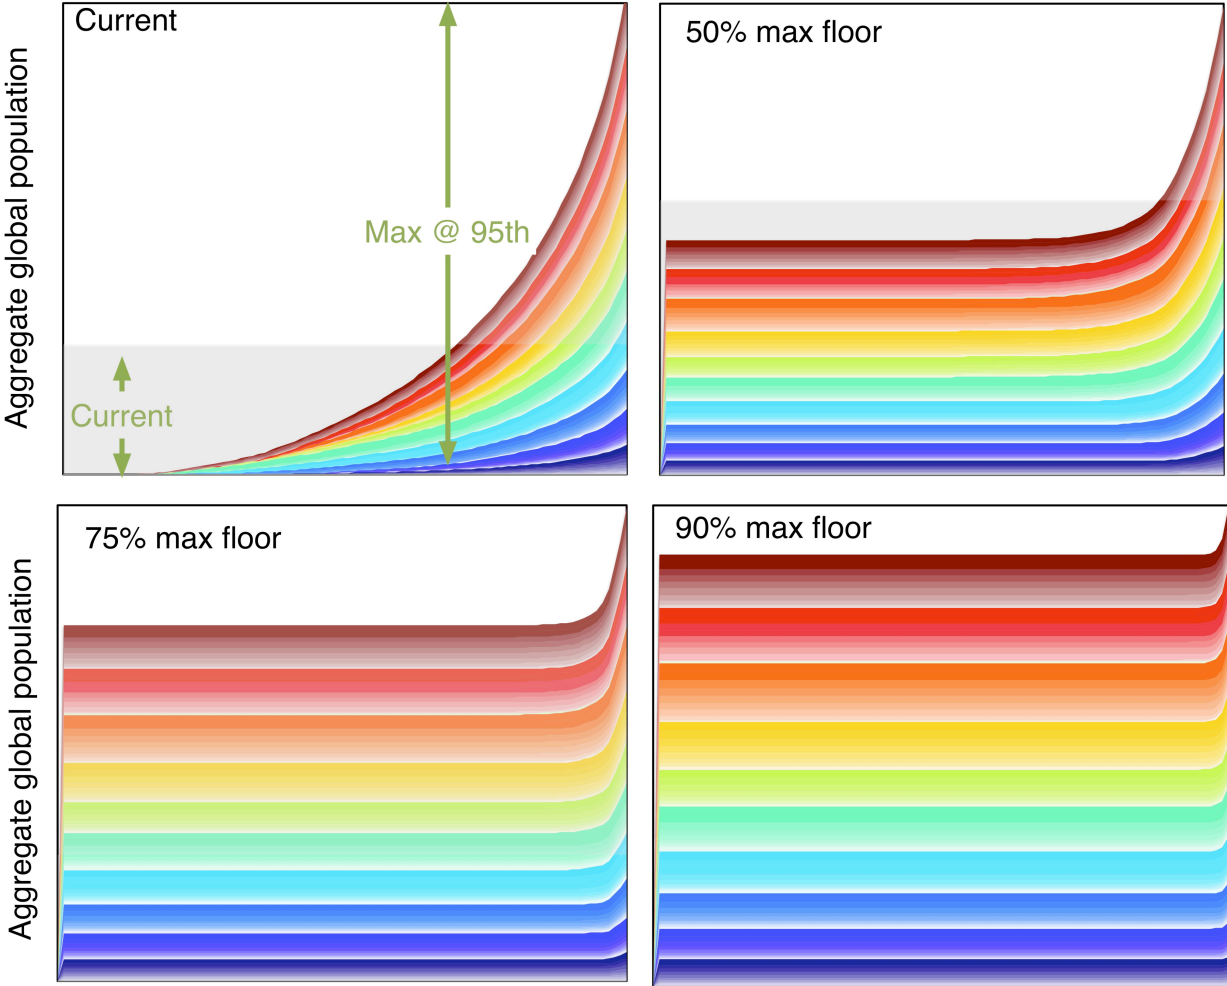 Current
50% max floor
Aggregate global population
Max @ 95th
Current
75% max floor
90% max floor
Aggregate global population